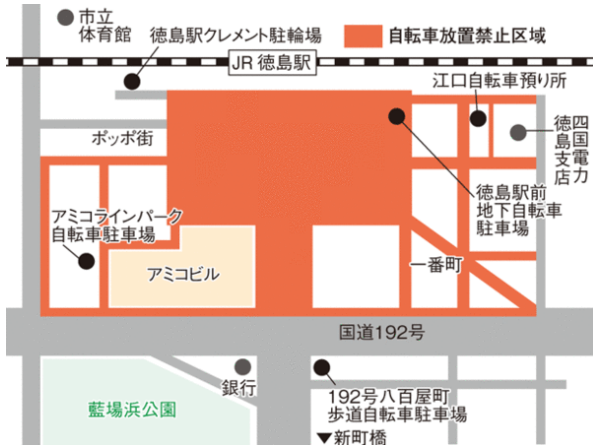 市立
体育館
徳島駅クレメント駐輪場
自転車放置禁止区域
JR 徳島駅
江口自転車預り所
ポッポ街
四国電力
徳島支店
徳島駅前
地下自転車
駐車場
アミコラインパーク
自転車駐車場
アミコビル
一番町
国道192号
銀行
192号八百屋町
歩道自転車駐車場
藍場浜公園
▼新町橋